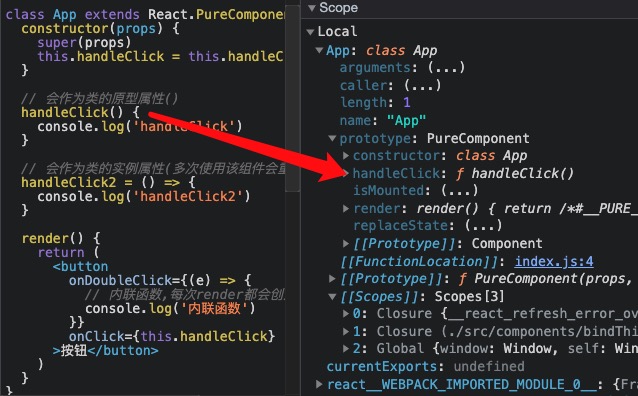 class App extends React.PureCompone
constructor(props) {
super(props)
this.handleClick = this.handleC
}
// 会作为类的原型属性()
handleClick() {
console.log('handleClick')
}
// 会作为类的实例属性(多次使用该组件会重
handleClick2 = () => {
console.log('handleClick2')
}
render() {
return (
<button
onDoubleClick={(e) => {
// 内联函数,每次render都会创
console.log('内联函数')
}}
onClick={this.handleClick}
>按钮</button>
)
}
}
Scope
Local
App: class App
arguments: (...)
caller: (...)
length: 1
name: "App"
prototype: PureComponent
constructor: class App
handleClick: ƒ handleClick()
isMounted: (...)
render: render() { return /*#__PURE_
replaceState: (...)
[[Prototype]]: Component
[[FunctionLocation]]: index.js:4
[[Prototype]]: ƒ PureComponent(props,
[[Scopes]]: Scopes[3]
0: Closure {__react_refresh_error_ov
1: Closure (./src/components/bindThi
2: Global {window: Window, self: Win
currentExports: undefined
react__WEBPACK_IMPORTED_MODULE_0__: {Fra